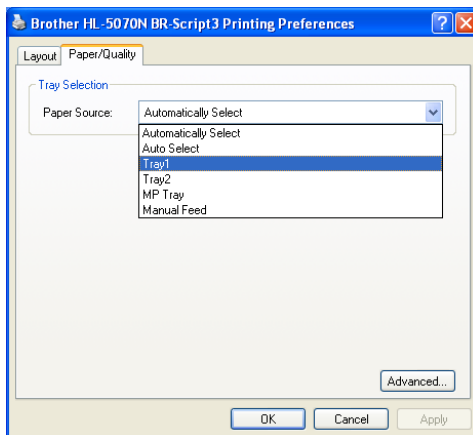 Brother HL-5070N BR-Script3 Printing Preferences
Layout Paper/Quality
Tray Selection
Paper Source: Automatically Select
Automatically Select
Auto Select
Tray1
Tray2
MP Tray
Manual Feed
Advanced...
OK Cancel Apply